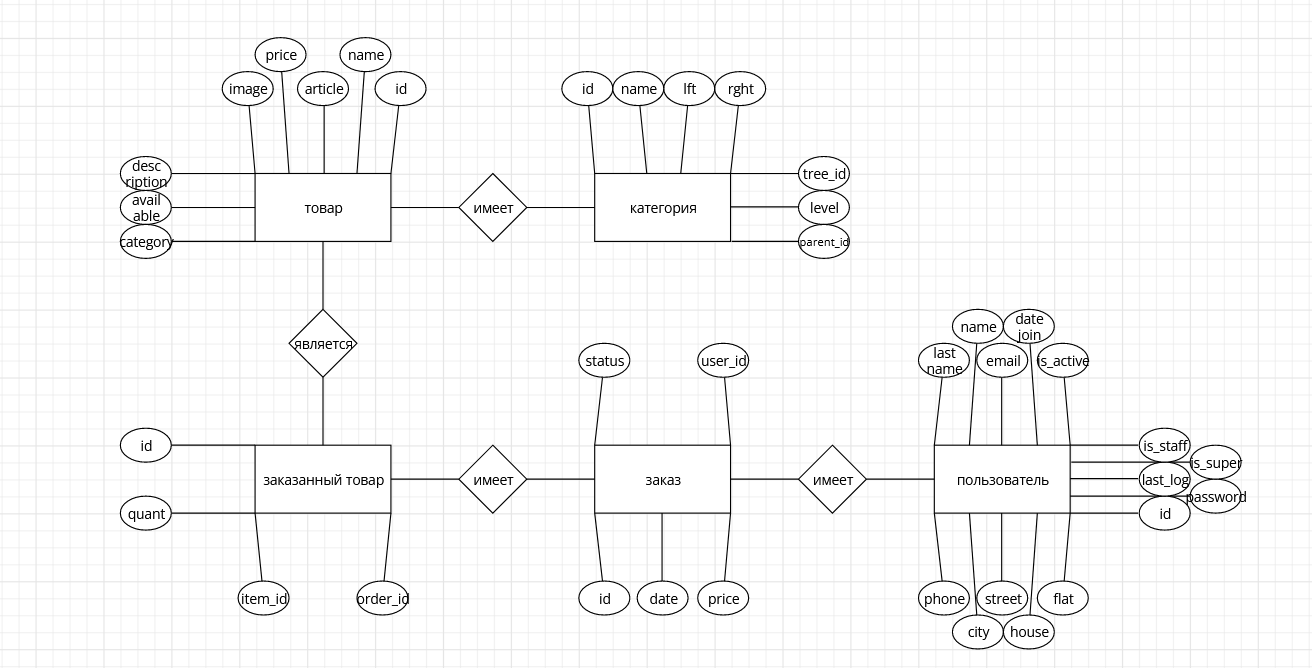 price
name
image
article
id
id
name
lft
rght
desc
ription
avail
able
category
товар
имеет
категория
tree_id
level
parent_id
является
status
user_id
name
date
join
last
name
email
is_active
id
quant
заказанный товар
имеет
заказ
имеет
пользователь
is_staff
is_super
last_log
password
id
item_id
order_id
id
date
price
phone
street
flat
city
house